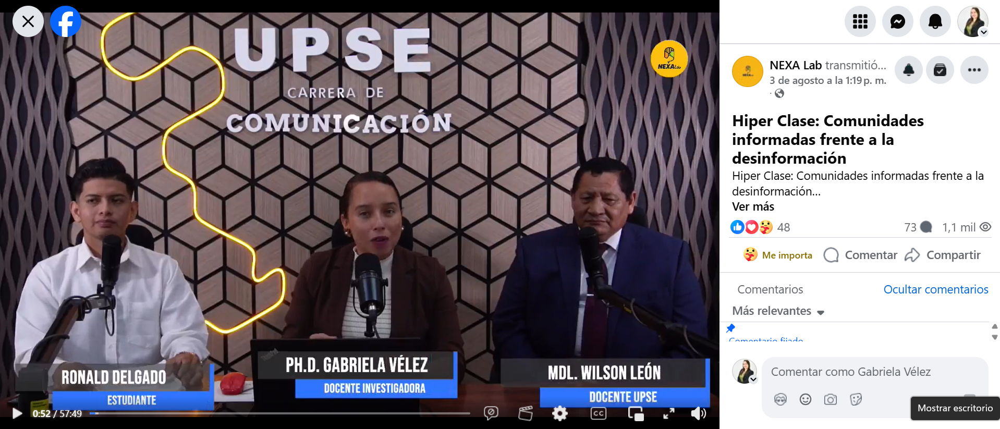 UPSE
CARRERA DE
COMUNICACIÓN
NEXA Lab
RONALD DELGADO
ESTUDIANTE
PH.D. GABRIELA VÉLEZ
DOCENTE INVESTIGADORA
MDL. WILSON LEÓN
DOCENTE UPSE
0:52 / 57:49
CC
NEXA Lab transmitió...
3 de agosto a la 1:19 p. m.
·
Hiper Clase: Comunidades
informadas frente a la
desinformación
Hiper Clase: Comunidades informadas frente a la
desinformación...
Ver más
48
73
1,1 mil
Me importa
Comentar
Compartir
Comentarios
Ocultar comentarios
Más relevantes
Comentario fijado
Comentar como Gabriela Vélez
Mostrar escritorio